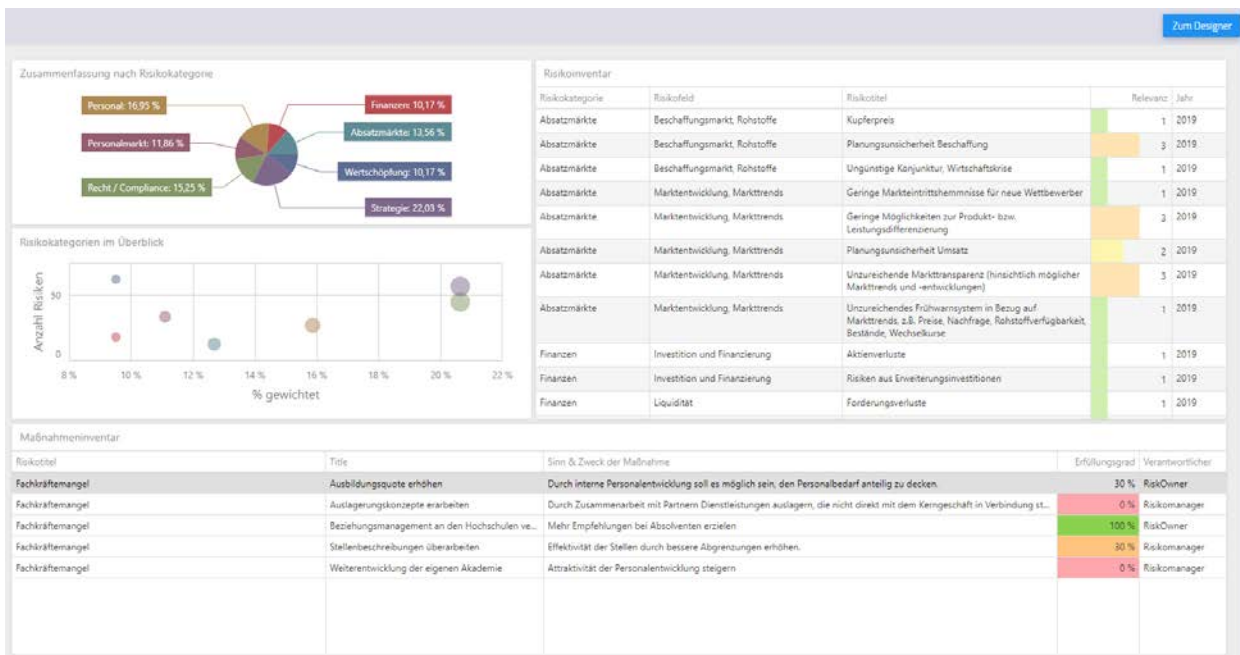 Zum Designer
Zusammenfassung nach Risikokategorie
Personal: 16,95 %
Finanzen: 10,17 %
Personalmarkt: 11,86 %
Absatzmärkte: 13,56 %
Wertschöpfung: 10,17 %
Recht / Compliance: 15,25 %
Strategie: 22,03 %
Risikokategorien im Überblick
Anzahl Risiken
50
0
8 % 10 % 12 % 14 % 16 % 18 % 20 % 22 %
% gewichtet
Risikoinventar
Risikokategorie Risikofeld Risikotitel Relevanz Jahr
Absatzmärkte Beschaffungsmarkt, Rohstoffe Kupferpreis 1 2019
Absatzmärkte Beschaffungsmarkt, Rohstoffe Planungsunsicherheit Beschaffung 3 2019
Absatzmärkte Beschaffungsmarkt, Rohstoffe Ungünstige Konjunktur, Wirtschaftskrise 1 2019
Absatzmärkte Marktentwicklung, Markttrends Geringe Markteintrittshemmnisse für neue Wettbewerber 1 2019
Absatzmärkte Marktentwicklung, Markttrends Geringe Möglichkeiten zur Produkt- bzw. 3 2019
Leistungsdifferenzierung
Absatzmärkte Marktentwicklung, Markttrends Planungsunsicherheit Umsatz 2 2019
Absatzmärkte Marktentwicklung, Markttrends Unzureichende Markttransparenz (hinsichtlich möglicher 3 2019
Markttrends und -entwicklungen)
Absatzmärkte Marktentwicklung, Markttrends Unzureichendes Frühwarnsystem in Bezug auf 1 2019
Markttrends, z.B. Preise, Nachfrage, Rohstoffverfügbarkeit,
Bestände, Wechselkurse
Finanzen Investition und Finanzierung Aktienverluste 1 2019
Finanzen Investition und Finanzierung Risiken aus Erweiterungsinvestitionen 1 2019
Finanzen Liquidität Forderungsverluste 1 2019
Maßnahmeninventar
Risikotitel Title Sinn & Zweck der Maßnahme Erfüllungsgrad Verantwortlicher
Fachkräftemangel Ausbildungsquote erhöhen Durch interne Personalentwicklung soll es möglich sein, den Personalbedarf anteilig zu decken. 30 % RiskOwner
Fachkräftemangel Auslagerungskonzepte erarbeiten Durch Zusammenarbeit mit Partnern Dienstleistungen auslagern, die nicht direkt mit dem Kerngeschäft in Verbindung st... 0 % Risikomanager
Fachkräftemangel Beziehungsmanagement an den Hochschulen ve... Mehr Empfehlungen bei Absolventen erzielen 100 % RiskOwner
Fachkräftemangel Stellenbeschreibungen überarbeiten Effektivität der Stellen durch bessere Abgrenzungen erhöhen. 30 % Risikomanager
Fachkräftemangel Weiterentwicklung der eigenen Akademie Attraktivität der Personalentwicklung steigern 0 % Risikomanager